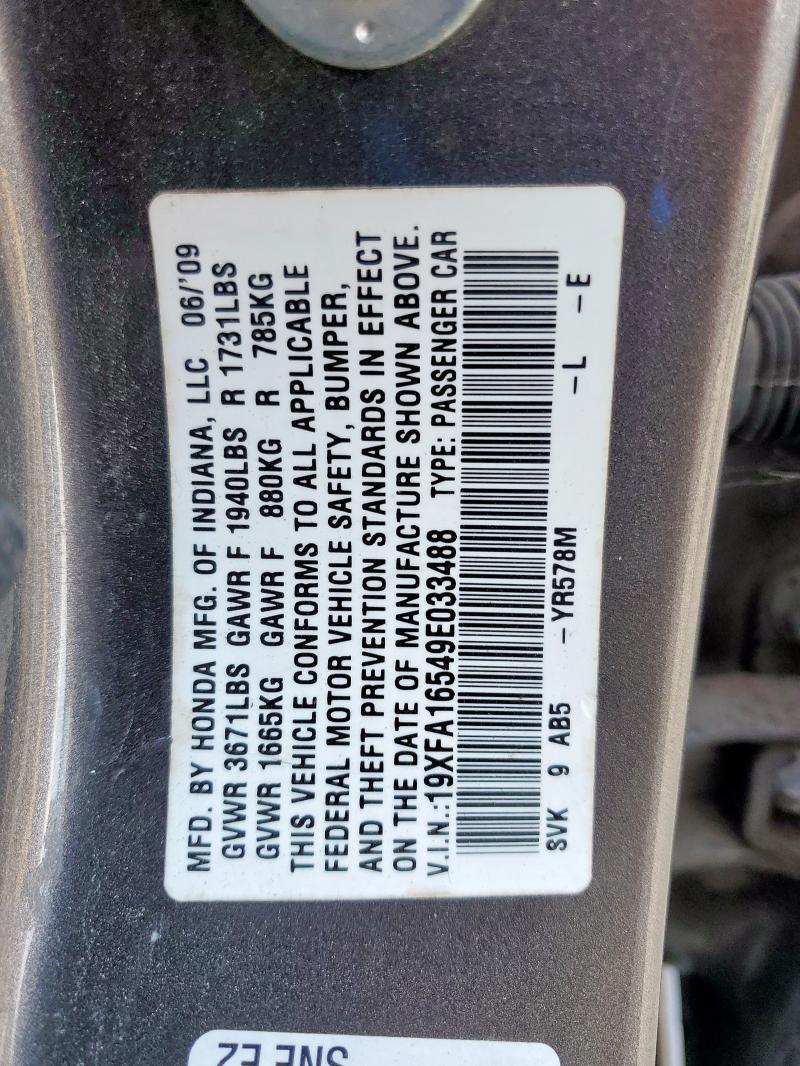 MFD. BY HONDA MFG. OF INDIANA, LLC 06/'09
GVWR 3671LBS GAWR F 1940LBS R 1731LBS
GVWR 1665KG GAWR F 880KG R 785KG
THIS VEHICLE CONFORMS TO ALL APPLICABLE
FEDERAL MOTOR VEHICLE SAFETY, BUMPER,
AND THEFT PREVENTION STANDARDS IN EFFECT
ON THE DATE OF MANUFACTURE SHOWN ABOVE.
V.I.N.:19XFA16549E033488 TYPE: PASSENGER CAR
SVK 9 AB5 -YR578M -L -E